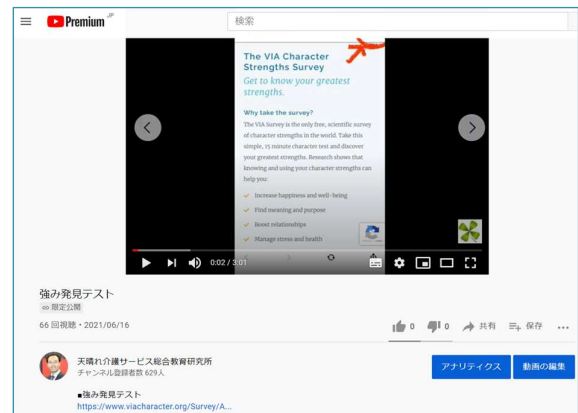 Premium JP
検索
The VIA Character
Strengths Survey
Get to know your greatest
strengths.
Why take the survey?
The VIA Survey is the only free, scientific survey
of character strengths in the world. Take this
simple, 15 minute character test and discover
your greatest strengths. Research shows that
knowing and using your character strengths can
help you:
Increase happiness and well-being
Find meaning and purpose
Boost relationships
Manage stress and health
0:02 / 3:01
強み発見テスト
限定公開
66 回視聴・2021/06/16
0 0 共有 保存 ...
天晴れ介護サービス総合教育研究所
チャンネル登録者数 629人
アナリティクス 動画の編集
■強み発見テスト
https://www.viacharacter.org/Survey/A...